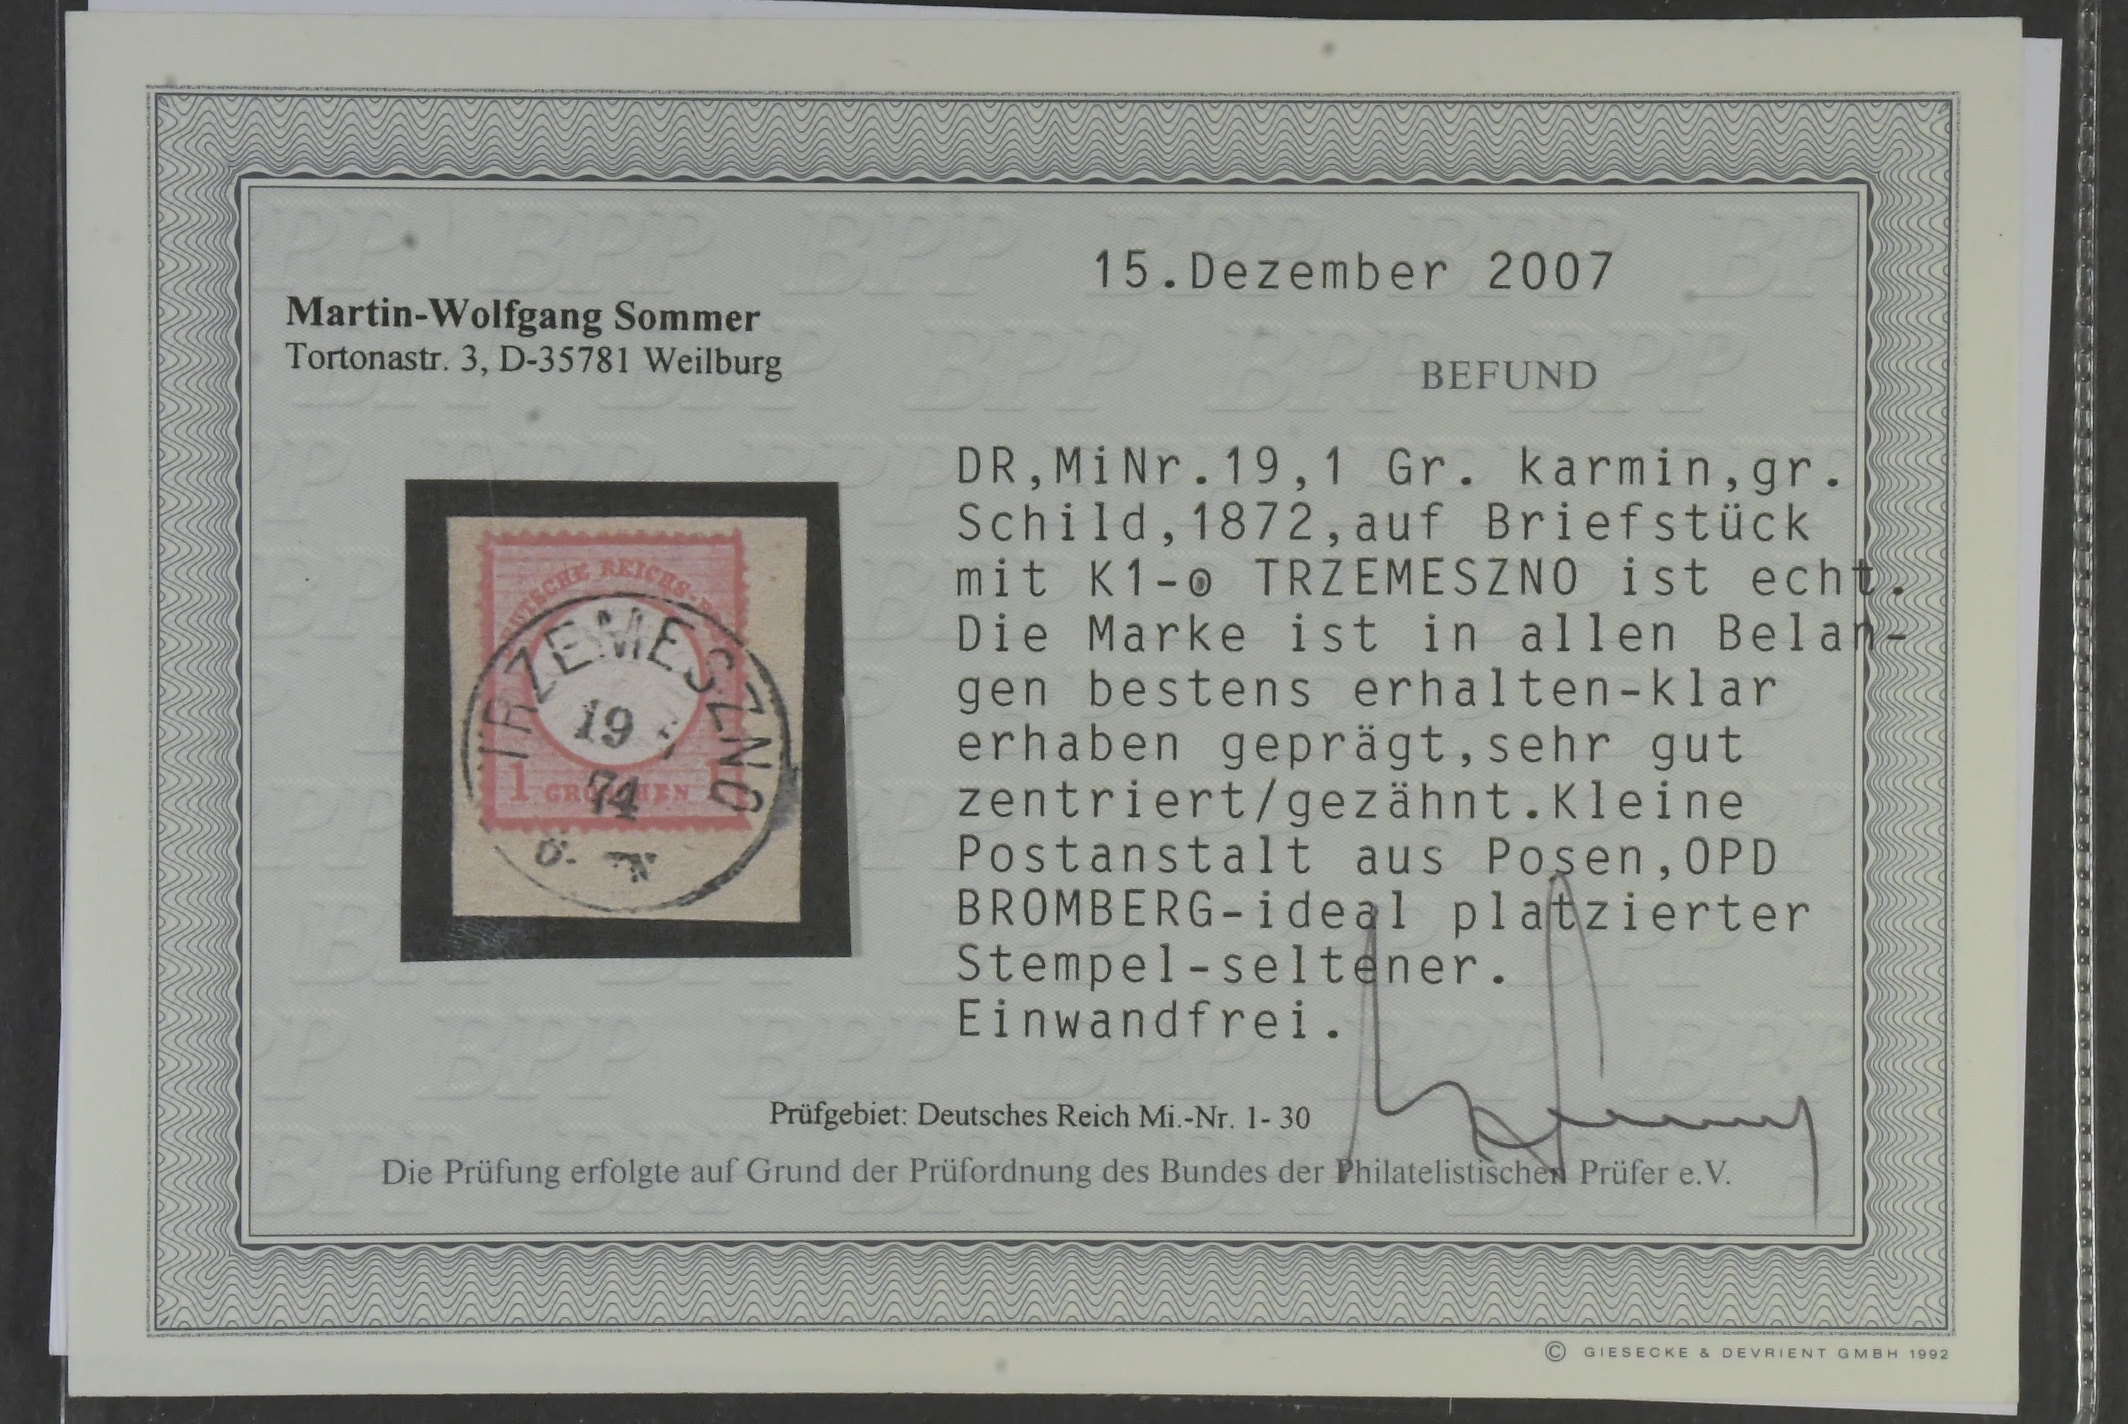 15.Dezember 2007
Martin-Wolfgang Sommer
Tortonastr. 3, D-35781 Weilburg
BEFUND
DR,MiNr.19,1 Gr. karmin,gr.
Schild,1872,auf Briefstück
mit K1-o TRZEMESZNO ist echt.
Die Marke ist in allen Belan-
gen bestens erhalten-klar
erhaben geprägt,sehr gut
zentriert/gezähnt.Kleine
Postanstalt aus Posen,OPD
BROMBERG-ideal platzierter
Stempel-seltener.
Einwandfrei.
DEUTSCHE REICHS-
TRZEMESZNO
19
74
1 GROSCHEN
Prüfgebiet: Deutsches Reich Mi.-Nr. 1- 30
Die Prüfung erfolgte auf Grund der Prüfordnung des Bundes der Philatelistischen Prüfer e.V.
© GIESECKE & DEVRIENT GMBH 1992